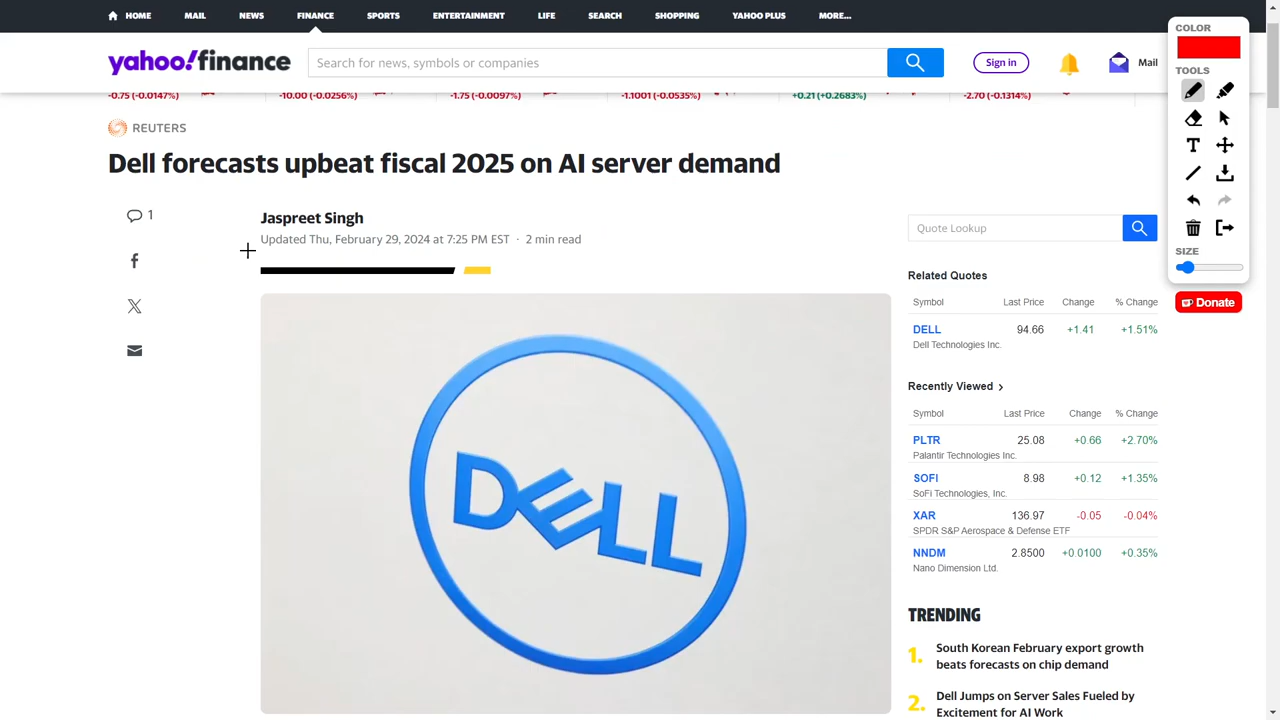 HOME MAIL NEWS FINANCE SPORTS ENTERTAINMENT LIFE SEARCH SHOPPING YAHOO PLUS MORE...
yahoo!finance
Search for news, symbols or companies
Sign in
Mail
-0.75 (-0.0147%) -10.00 (-0.0256%) -1.75 (-0.0097%) -1.1001 (-0.0535%) +0.21 (+0.2683%) -2.70 (-0.1314%)
REUTERS
Dell forecasts upbeat fiscal 2025 on AI server demand
1
Jaspreet Singh
Updated Thu, February 29, 2024 at 7:25 PM EST · 2 min read
DELL
Quote Lookup
Related Quotes
Symbol Last Price Change % Change
DELL 94.66 +1.41 +1.51%
Dell Technologies Inc.
Recently Viewed
Symbol Last Price Change % Change
PLTR 25.08 +0.66 +2.70%
Palantir Technologies Inc.
SOFI 8.98 +0.12 +1.35%
SoFi Technologies, Inc.
XAR 136.97 -0.05 -0.04%
SPDR S&P Aerospace & Defense ETF
NNDM 2.8500 +0.0100 +0.35%
Nano Dimension Ltd.
TRENDING
1. South Korean February export growth
beats forecasts on chip demand
2. Dell Jumps on Server Sales Fueled by
Excitement for AI Work
COLOR
TOOLS
T
SIZE
Donate